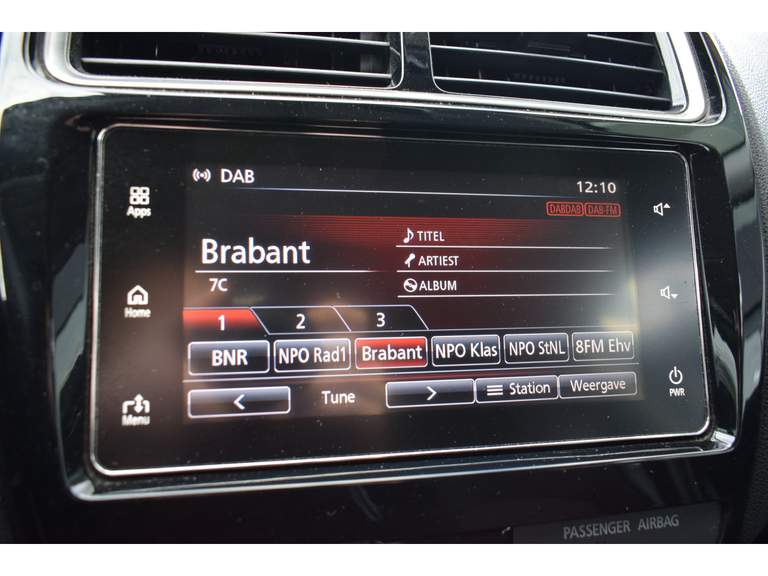 DAB
12:10
DABDAB DAB-FM
Apps
Brabant
7C
TITEL
ARTIEST
ALBUM
Home
1 2 3
BNR NPO Rad1 Brabant NPO Klas NPO StNL 8FM Ehv
< Tune > Station Weergave
Menu
PWR
PASSENGER AIRBAG